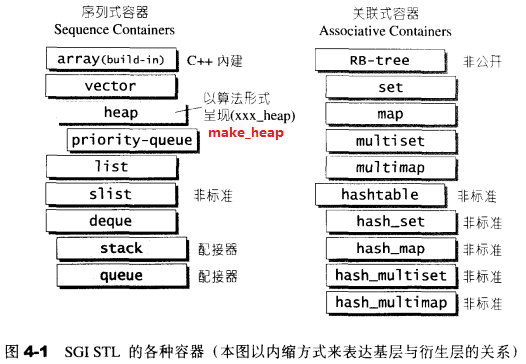 序列式容器
Sequence Containers
array(build-in) C++ 內建
vector
heap
以算法形式
呈现(xxx_heap)
make_heap
priority-queue
list
slist 非标准
deque
stack 配接器
queue 配接器
关联式容器
Associative Containers
RB-tree 非公开
set
map
multiset
multimap
hashtable 非标准
hash_set 非标准
hash_map 非标准
hash_multiset 非标准
hash_multimap 非标准
图 4-1 SGI STL 的各种容器（本图以内缩方式来表达基层与衍生层的关系）